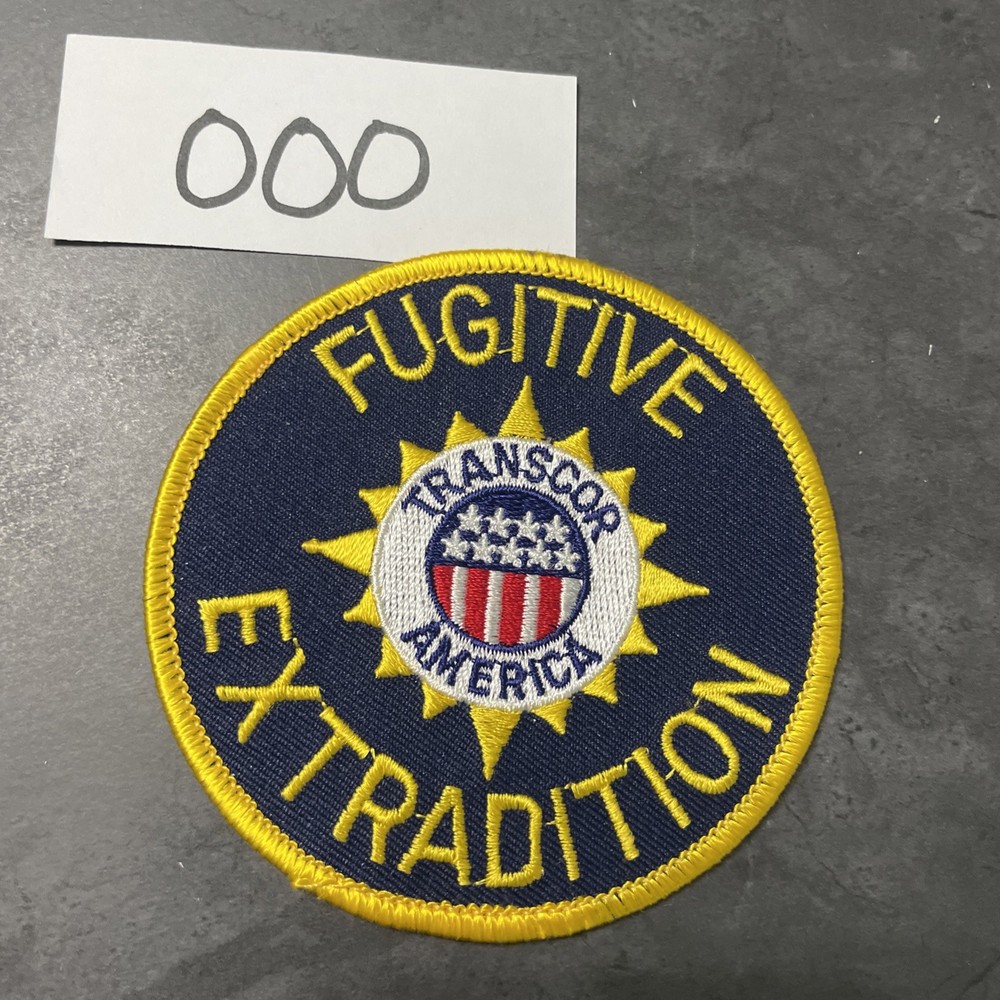 000
FUGITIVE
TRANSCOR
AMERICA
EXTRADITION